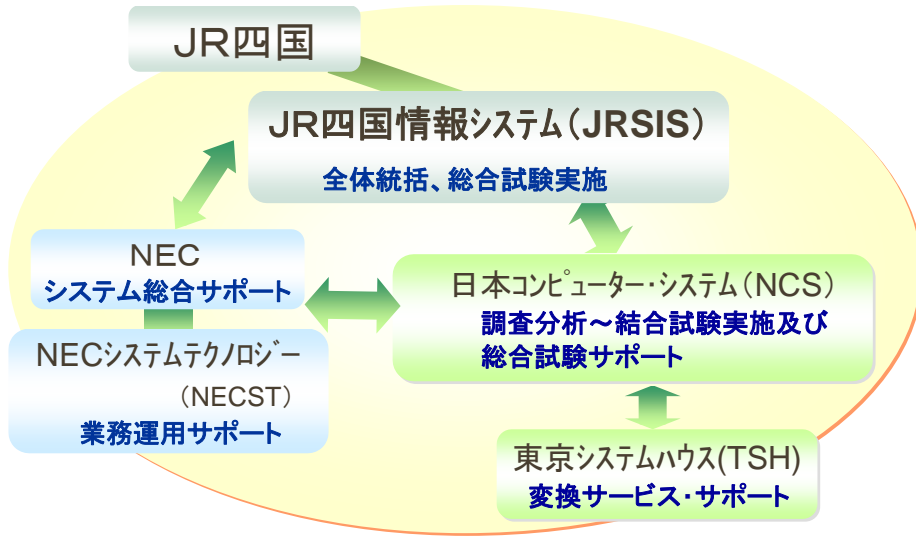 JR四国
JR四国情報ｼｽﾃﾑ(JRSIS)
全体統括、総合試験実施
NEC
システム総合サポート
NECｼｽﾃﾑﾃｸﾉﾛｼﾞｰ
(NECST)
業務運用サポート
日本ｺﾝﾋﾟｭｰﾀｰ･ｼｽﾃﾑ(NCS)
調査分析～結合試験実施及び
総合試験サポート
東京ｼｽﾃﾑﾊｳｽ(TSH)
変換サービス･サポート